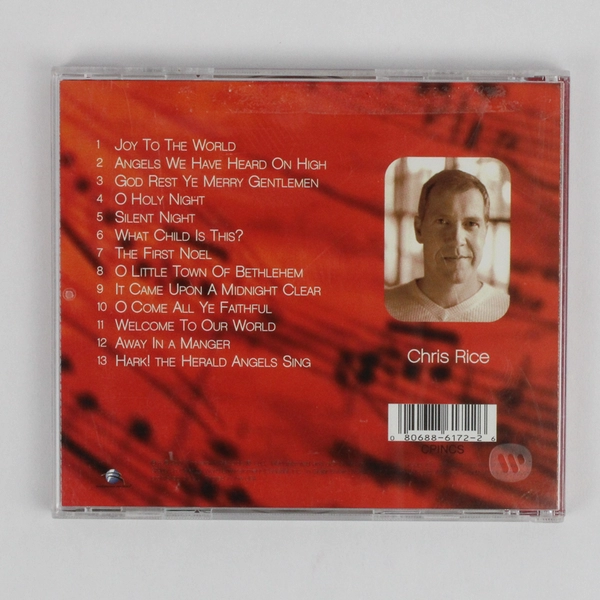 1 JOY TO THE WORLD
2 ANGELS WE HAVE HEARD ON HIGH
3 GOD REST YE MERRY GENTLEMEN
4 O HOLY NIGHT
5 SILENT NIGHT
6 WHAT CHILD IS THIS?
7 THE FIRST NOEL
8 O LITTLE TOWN OF BETHLEHEM
9 IT CAME UPON A MIDNIGHT CLEAR
10 O COME ALL YE FAITHFUL
11 WELCOME TO OUR WORLD
12 AWAY IN A MANGER
13 HARK! THE HERALD ANGELS SING
Chris Rice
0 80688-6172-2 6
CPINCS